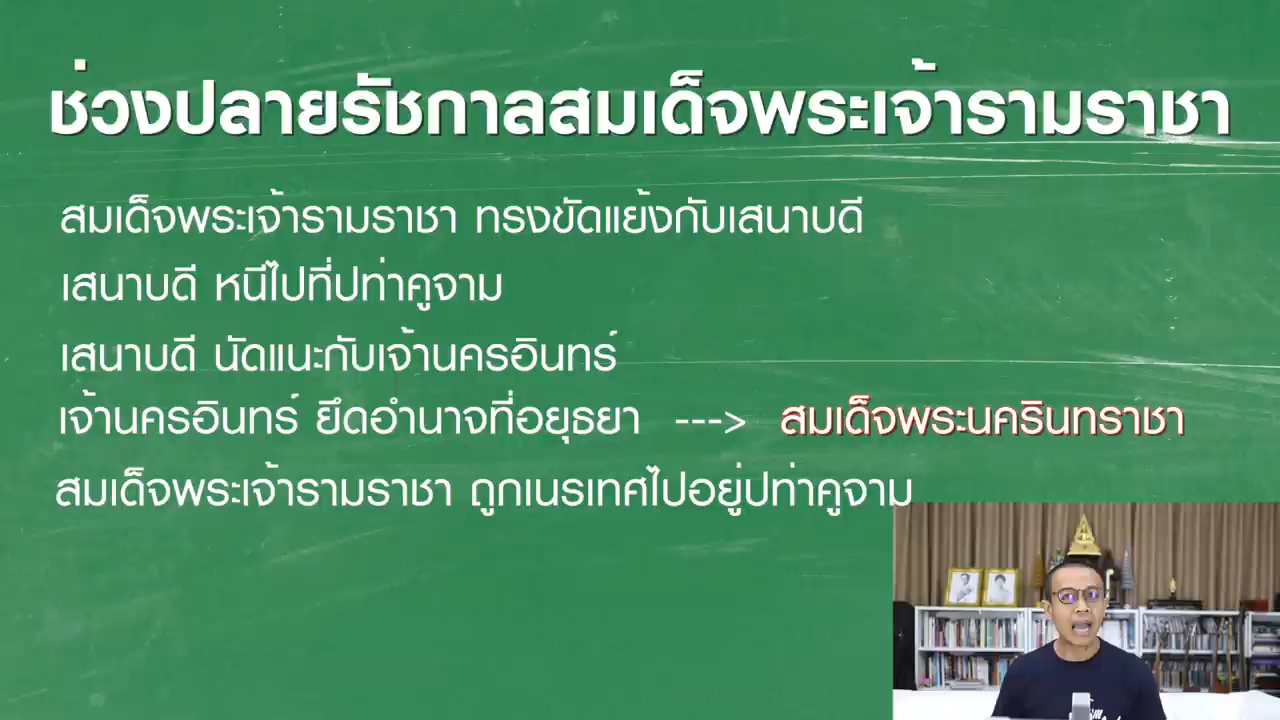 ช่วงปลายรัชกาลสมเด็จพระเจ้ารามราชา
สมเด็จพระเจ้ารามราชา ทรงขัดแย้งกับเสนาบดี
เสนาบดี หนีไปที่ปท่าคูจาม
เสนาบดี นัดแนะกับเจ้านครอินทร์
เจ้านครอินทร์ ยึดอำนาจที่อยุธยา ---> สมเด็จพระนครินทราชา
สมเด็จพระเจ้ารามราชา ถูกเนรเทศไปอยู่ปท่าคูจาม